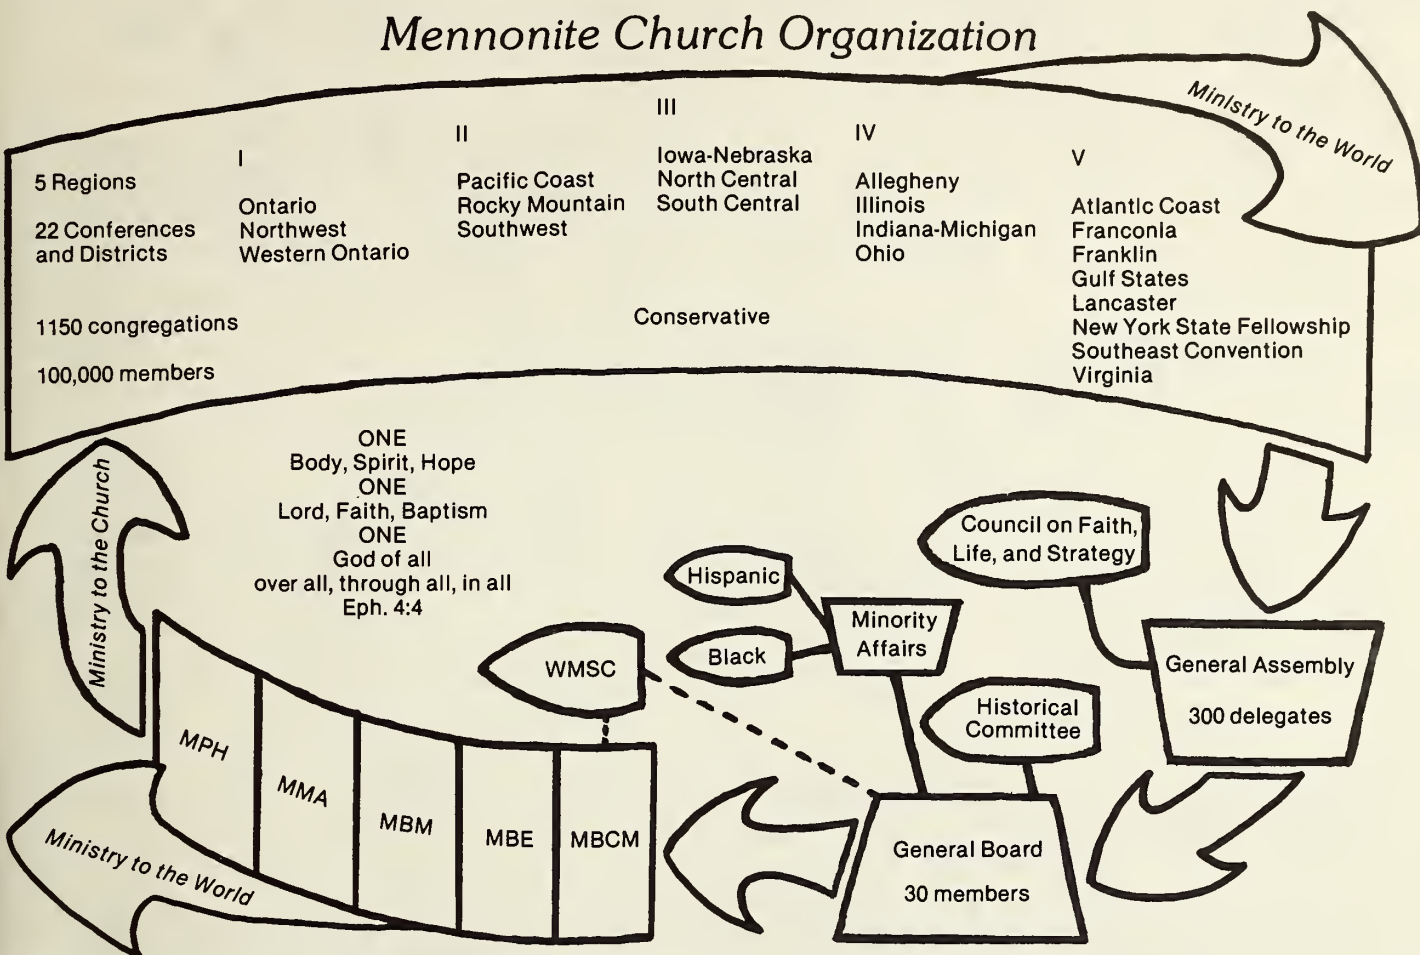 Mennonite Church Organization
Ministry to the World
5 Regions
22 Conferences
and Districts
1150 congregations
100,000 members
I
Ontario
Northwest
Western Ontario
II
Pacific Coast
Rocky Mountain
Southwest
III
Iowa-Nebraska
North Central
South Central
Conservative
IV
Allegheny
Illinois
Indiana-Michigan
Ohio
V
Atlantic Coast
Franconia
Franklin
Gulf States
Lancaster
New York State Fellowship
Southeast Convention
Virginia
Ministry to the Church
ONE
Body, Spirit, Hope
ONE
Lord, Faith, Baptism
ONE
God of all
over all, through all, in all
Eph. 4:4
Council on Faith,
Life, and Strategy
Hispanic
Black
Minority
Affairs
WMSC
General Assembly
300 delegates
Historical
Committee
General Board
30 members
MPH
MMA
MBM
MBE
MBCM
Ministry to the World